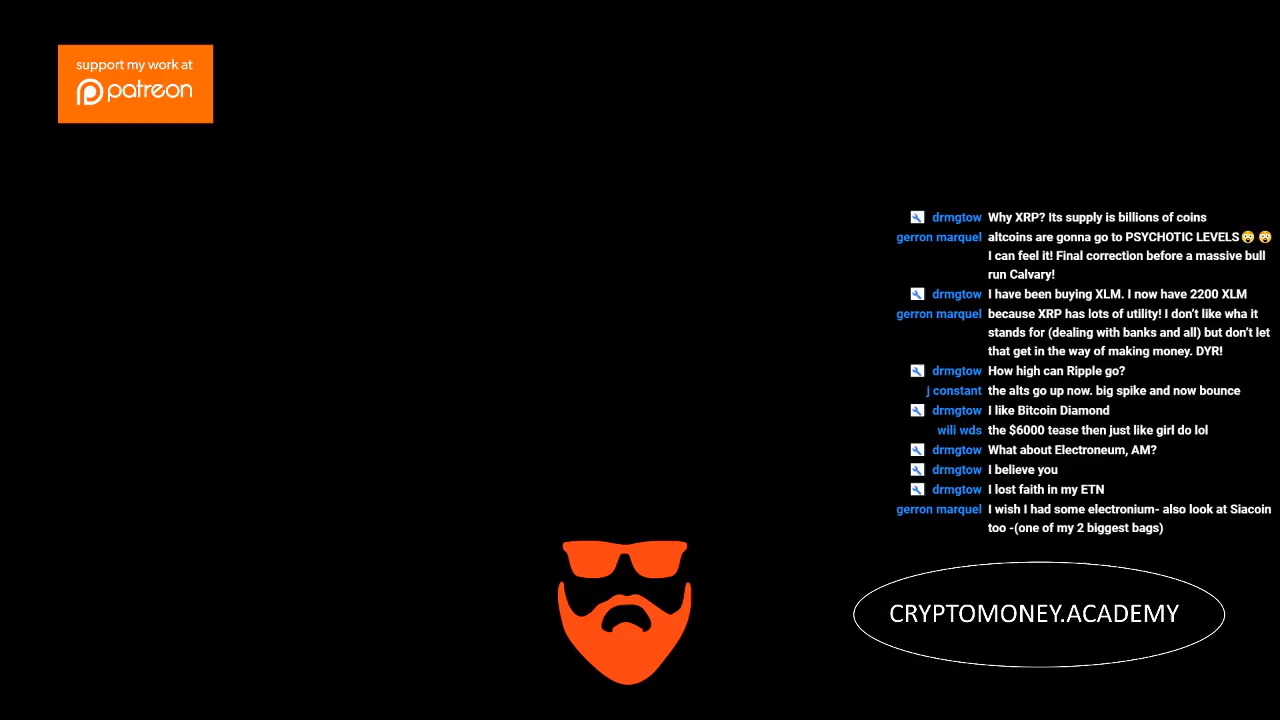 support my work at
patreon
drmgtow Why XRP? Its supply is billions of coins
gerron marquel altcoins are gonna go to PSYCHOTIC LEVELS😲😲
I can feel it! Final correction before a massive bull
run Calvary!
drmgtow I have been buying XLM. I now have 2200 XLM
gerron marquel because XRP has lots of utility! I don't like wha it
stands for (dealing with banks and all) but don't let
that get in the way of making money. DYR!
drmgtow How high can Ripple go?
j constant the alts go up now. big spike and now bounce
drmgtow I like Bitcoin Diamond
wili wds the $6000 tease then just like girl do lol
drmgtow What about Electroneum, AM?
drmgtow I believe you
drmgtow I lost faith in my ETN
gerron marquel I wish I had some electronium- also look at Siacoin
too -(one of my 2 biggest bags)
CRYPTOMONEY.ACADEMY